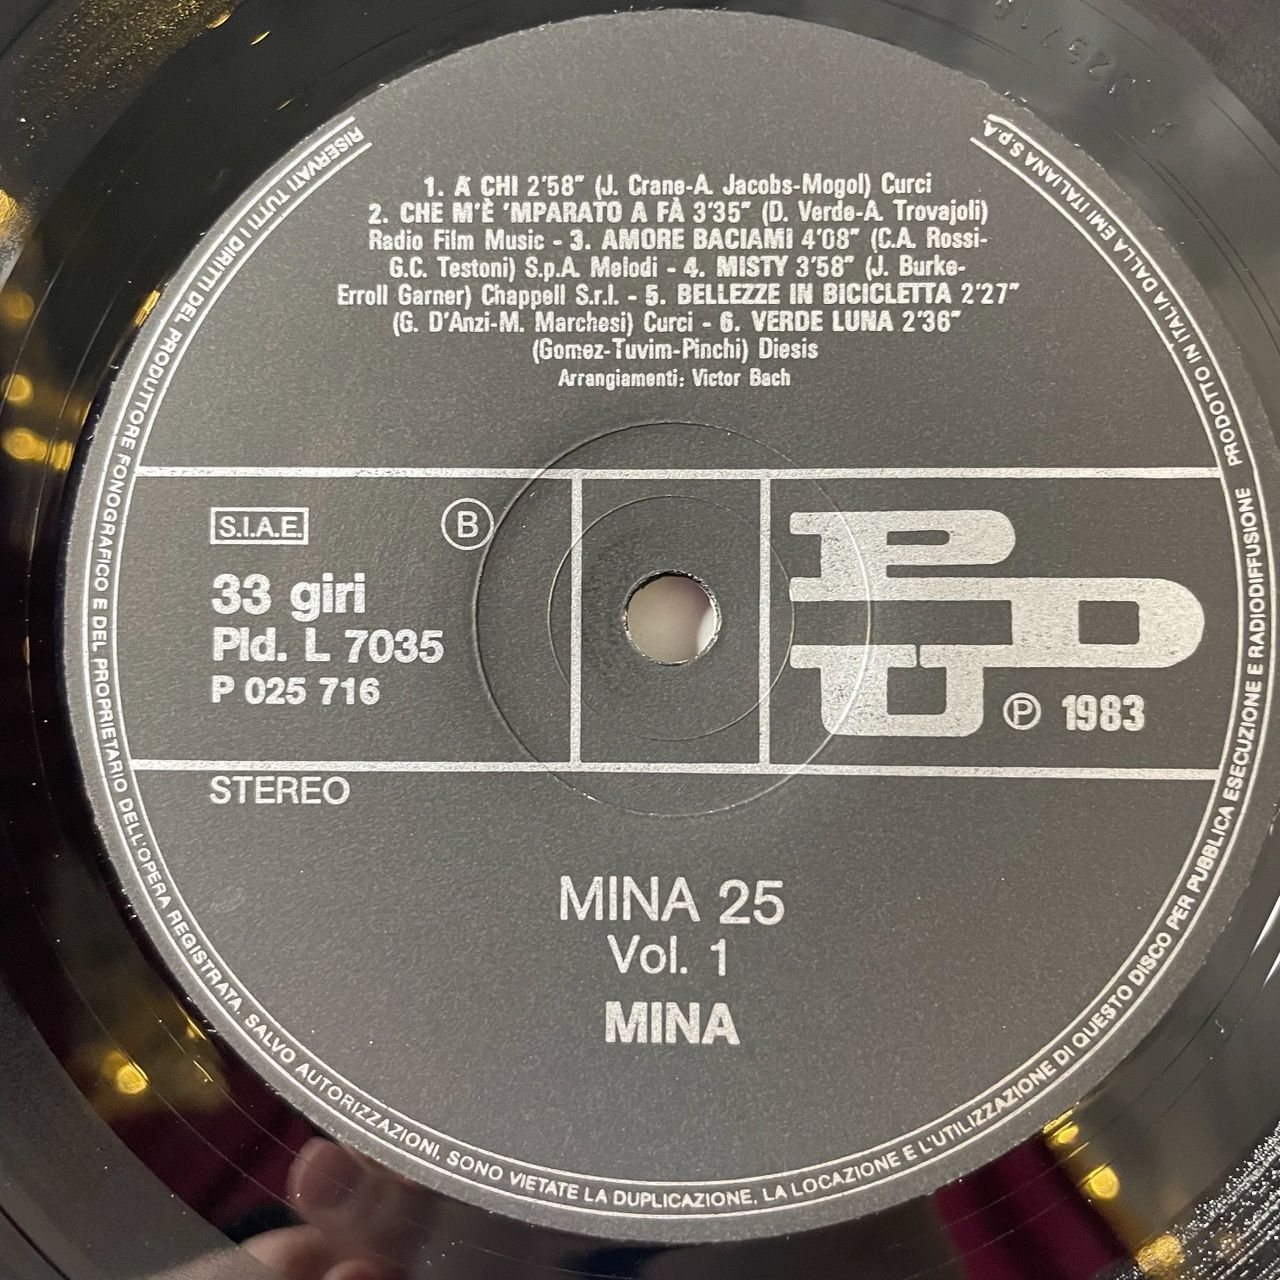 1. A CHI 2'58" (J. Crane-A. Jacobs-Mogol) Curci
2. CHE M'È 'MPARATO A FÀ 3'35" (D. Verde-A. Trovajoli)
Radio Film Music - 3. AMORE BACIAMI 4'08" (C.A. Rossi-
G.C. Testoni) S.p.A. Melodi - 4. MISTY 3'58" (J. Burke-
Erroll Garner) Chappell S.r.l. - 5. BELLEZZE IN BICICLETTA 2'27"
(G. D'Anzi-M. Marchesi) Curci - 6. VERDE LUNA 2'36"
(Gomez-Tuvim-Pinchi) Diesis
Arrangiamenti: Victor Bach
S.I.A.E.
B
33 giri
Pld. L 7035
P 025 716
PDU
℗ 1983
STEREO
MINA 25
Vol. 1
MINA
RISERVATI TUTTI I DIRITTI DEL PRODUTTORE FONOGRAFICO E DEL PROPRIETARIO DELL'OPERA REGISTRATA. SALVO AUTORIZZAZIONI, SONO VIETATE LA DUPLICAZIONE, LA LOCAZIONE E L'UTILIZZAZIONE DI QUESTO DISCO PER PUBBLICA ESECUZIONE E RADIODIFFUSIONE PRODOTTO IN ITALIA DALLA EMI ITALIANA S.p.A.